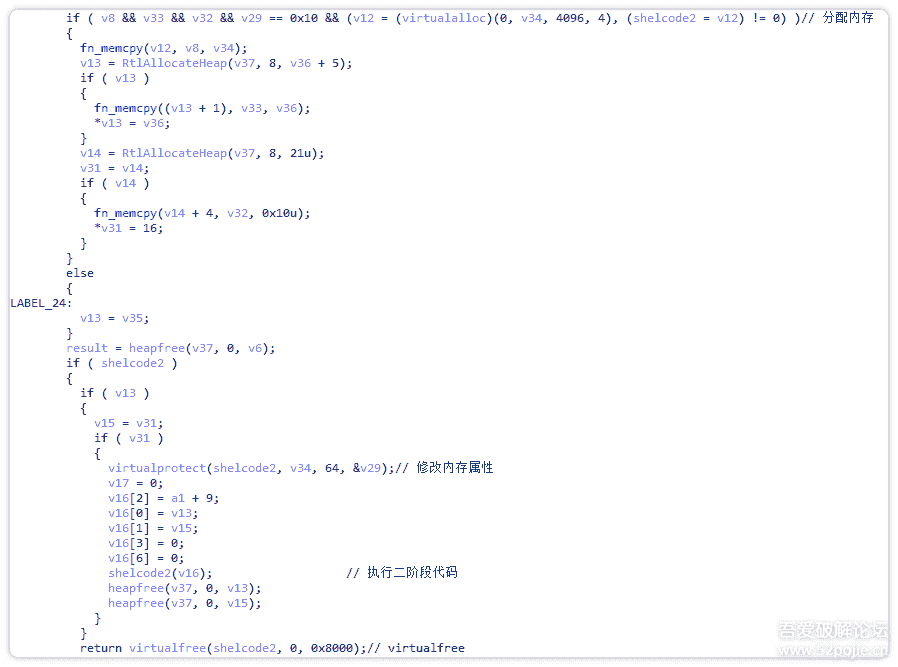 if ( v8 && v33 && v32 && v29 == 0x10 && (v12 = (virtualalloc)(0, v34, 4096, 4), (shelcode2 = v12) != 0) )// 分配内存
{
fn_memcpy(v12, v8, v34);
v13 = RtlAllocateHeap(v37, 8, v36 + 5);
if ( v13 )
{
fn_memcpy((v13 + 1), v33, v36);
*v13 = v36;
}
v14 = RtlAllocateHeap(v37, 8, 21u);
v31 = v14;
if ( v14 )
{
fn_memcpy(v14 + 4, v32, 0x10u);
*v31 = 16;
}
}
else
{
LABEL_24:
v13 = v35;
}
result = heapfree(v37, 0, v6);
if ( shelcode2 )
{
if ( v13 )
{
v15 = v31;
if ( v31 )
{
virtualprotect(shelcode2, v34, 64, &v29);// 修改内存属性
v17 = 0;
v16[2] = a1 + 9;
v16[0] = v13;
v16[1] = v15;
v16[3] = 0;
v16[6] = 0;
shelcode2(v16); // 执行二阶段代码
heapfree(v37, 0, v13);
heapfree(v37, 0, v15);
}
}
return virtualfree(shelcode2, 0, 0x8000);// virtualfree
吾爱破解论坛
www.52pojie.cn